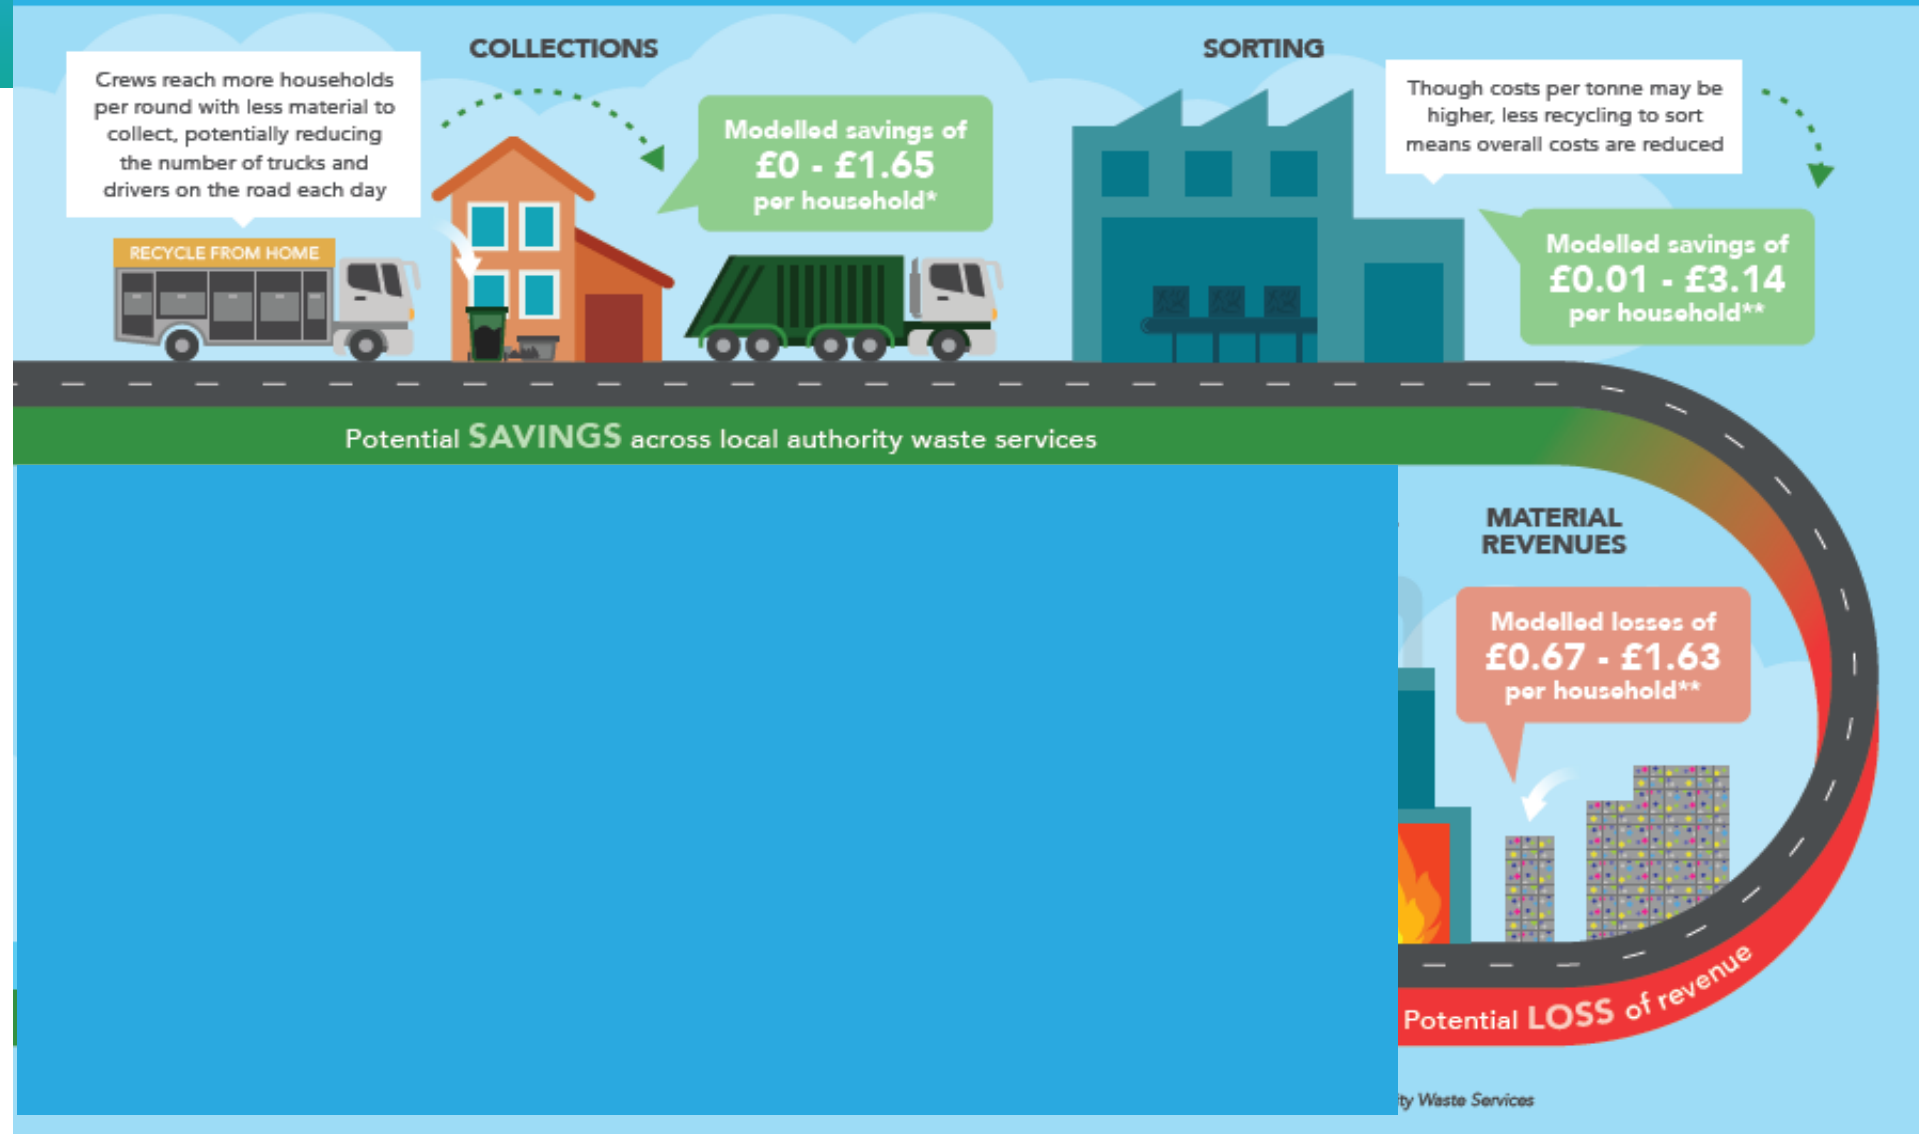 COLLECTIONS
Crews reach more households
per round with less material to
collect, potentially reducing
the number of trucks and
drivers on the road each day
RECYCLE FROM HOME
Modelled savings of
£0 - £1.65
per household*
SORTING
Though costs per tonne may be
higher, less recycling to sort
means overall costs are reduced
Modelled savings of
£0.01 - £3.14
per household**
Potential SAVINGS across local authority waste services
MATERIAL
REVENUES
Modelled losses of
£0.67 - £1.63
per household**
Potential LOSS of revenue
Waste Services